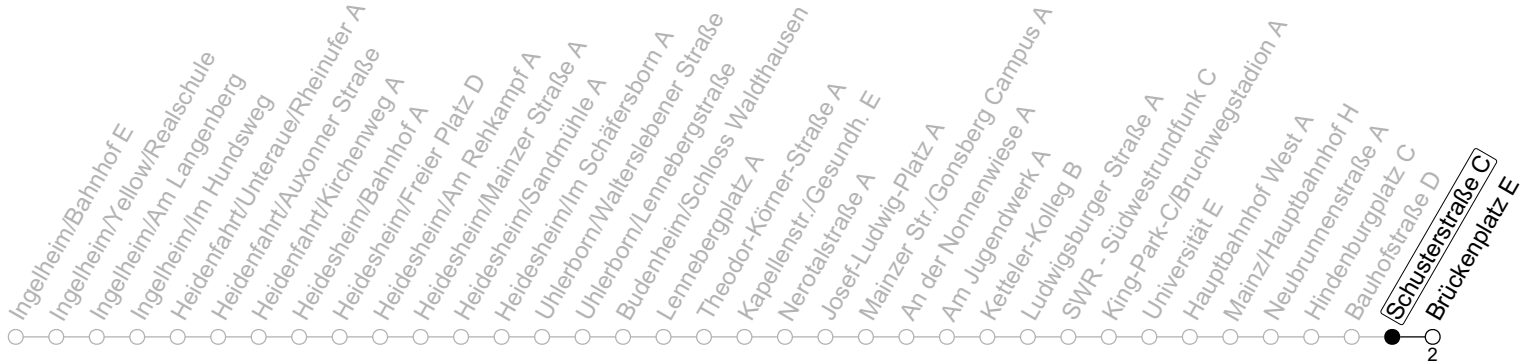 Ingelheim/Bahnhof E
Ingelheim/Yellow/Realschule
Ingelheim/Am Langenberg
Ingelheim/Im Hundsweg
Heidenfahrt/Unteraue/Rheinufer A
Heidenfahrt/Auxonner Straße
Heidenfahrt/Kirchenweg A
Heidesheim/Bahnhof A
Heidesheim/Freier Platz D
Heidesheim/Am Rehkampf A
Heidesheim/Mainzer Straße A
Heidesheim/Sandmühle A
Heidesheim/Im Schäfersborn A
Uhlerborn/Walterslebener Straße
Uhlerborn/Lennebergstraße
Budenheim/Schloss Waldthausen
Lennebergplatz A
Theodor-Körner-Straße A
Kapellenstr./Gesundh. E
Nerotalstraße A
Josef-Ludwig-Platz A
Mainzer Str./Gonsberg Campus A
An der Nonnenwiese A
Am Jugendwerk A
Ketteler-Kolleg B
Ludwigsburger Straße A
SWR - Südwestrundfunk C
King-Park-C/Bruchwegstadion A
Universität E
Hauptbahnhof West A
Mainz/Hauptbahnhof H
Neubrunnenstraße A
Hindenburgplatz C
Bauhofstraße D
Schusterstraße C
Brückenplatz E
2